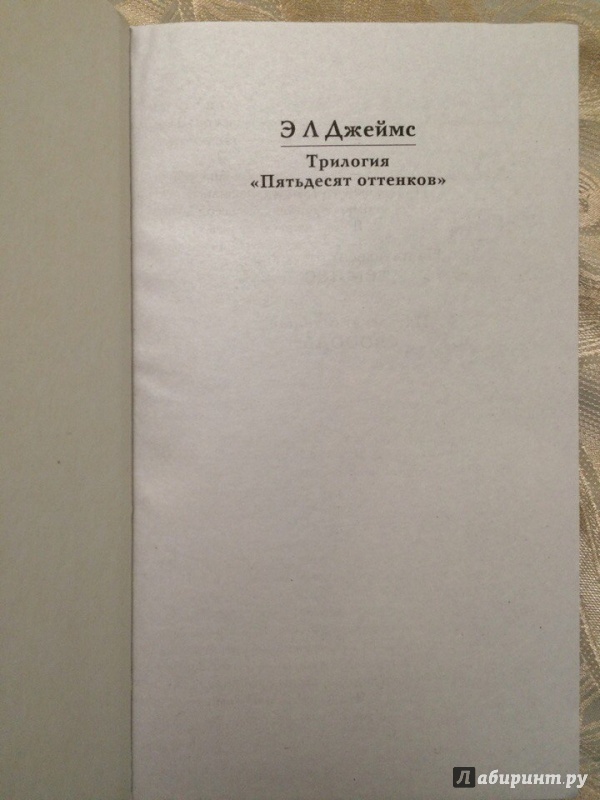 Э Л Джеймс
Трилогия
«Пятьдесят оттенков»
Лабиринт.ру